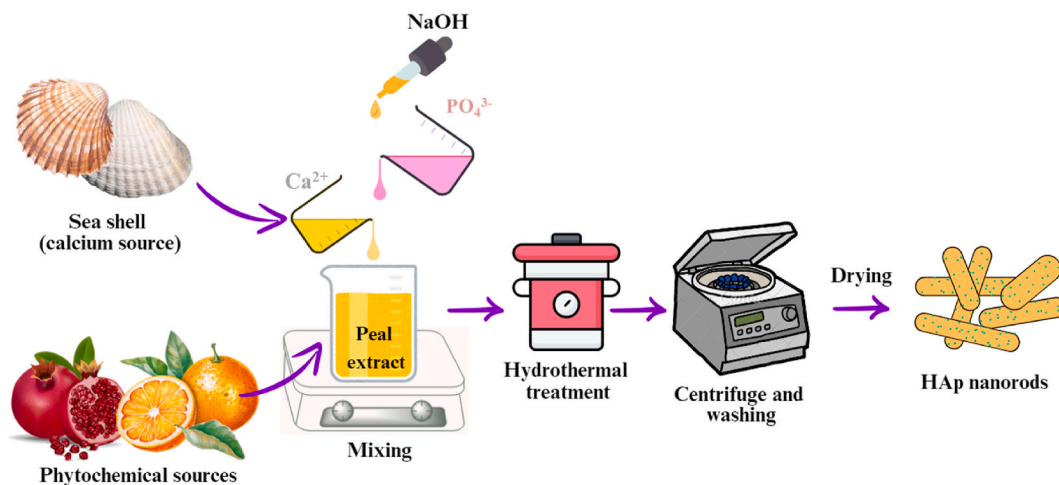 NaOH
PO₄³⁻
Ca²⁺
Sea shell
(calcium source)
Peal
extract
Mixing
Phytochemical sources
Hydrothermal
treatment
Centrifuge and
washing
Drying
HAp nanorods